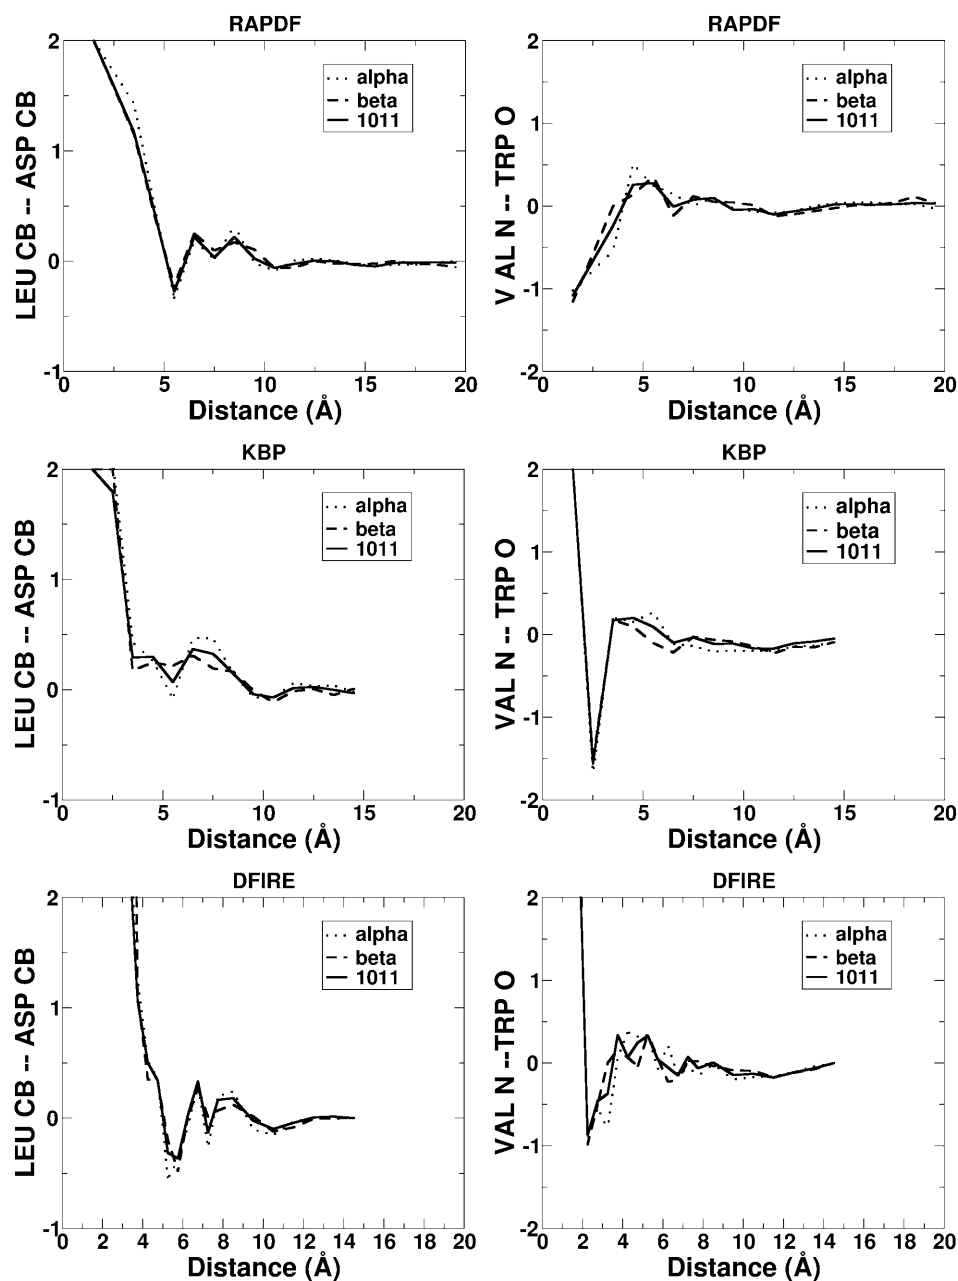 RAPDF
LEU CB -- ASP CB
2
1
0
-1
alpha
beta
1011
0 5 10 15 20
Distance (Å)
RAPDF
V AL N -- TRP O
2
1
0
-1
-2
alpha
beta
1011
0 5 10 15 20
Distance (Å)
KBP
LEU CB -- ASP CB
2
1
0
-1
alpha
beta
1011
0 5 10 15 20
Distance (Å)
KBP
VAL N -- TRP O
2
1
0
-1
-2
alpha
beta
1011
0 5 10 15 20
Distance (Å)
DFIRE
LEU CB -- ASP CB
2
1
0
-1
alpha
beta
1011
0 2 4 6 8 10 12 14 16 18 20
Distance (Å)
DFIRE
VAL N --TRP O
2
1
0
-1
-2
alpha
beta
1011
0 2 4 6 8 10 12 14 16 18 20
Distance (Å)